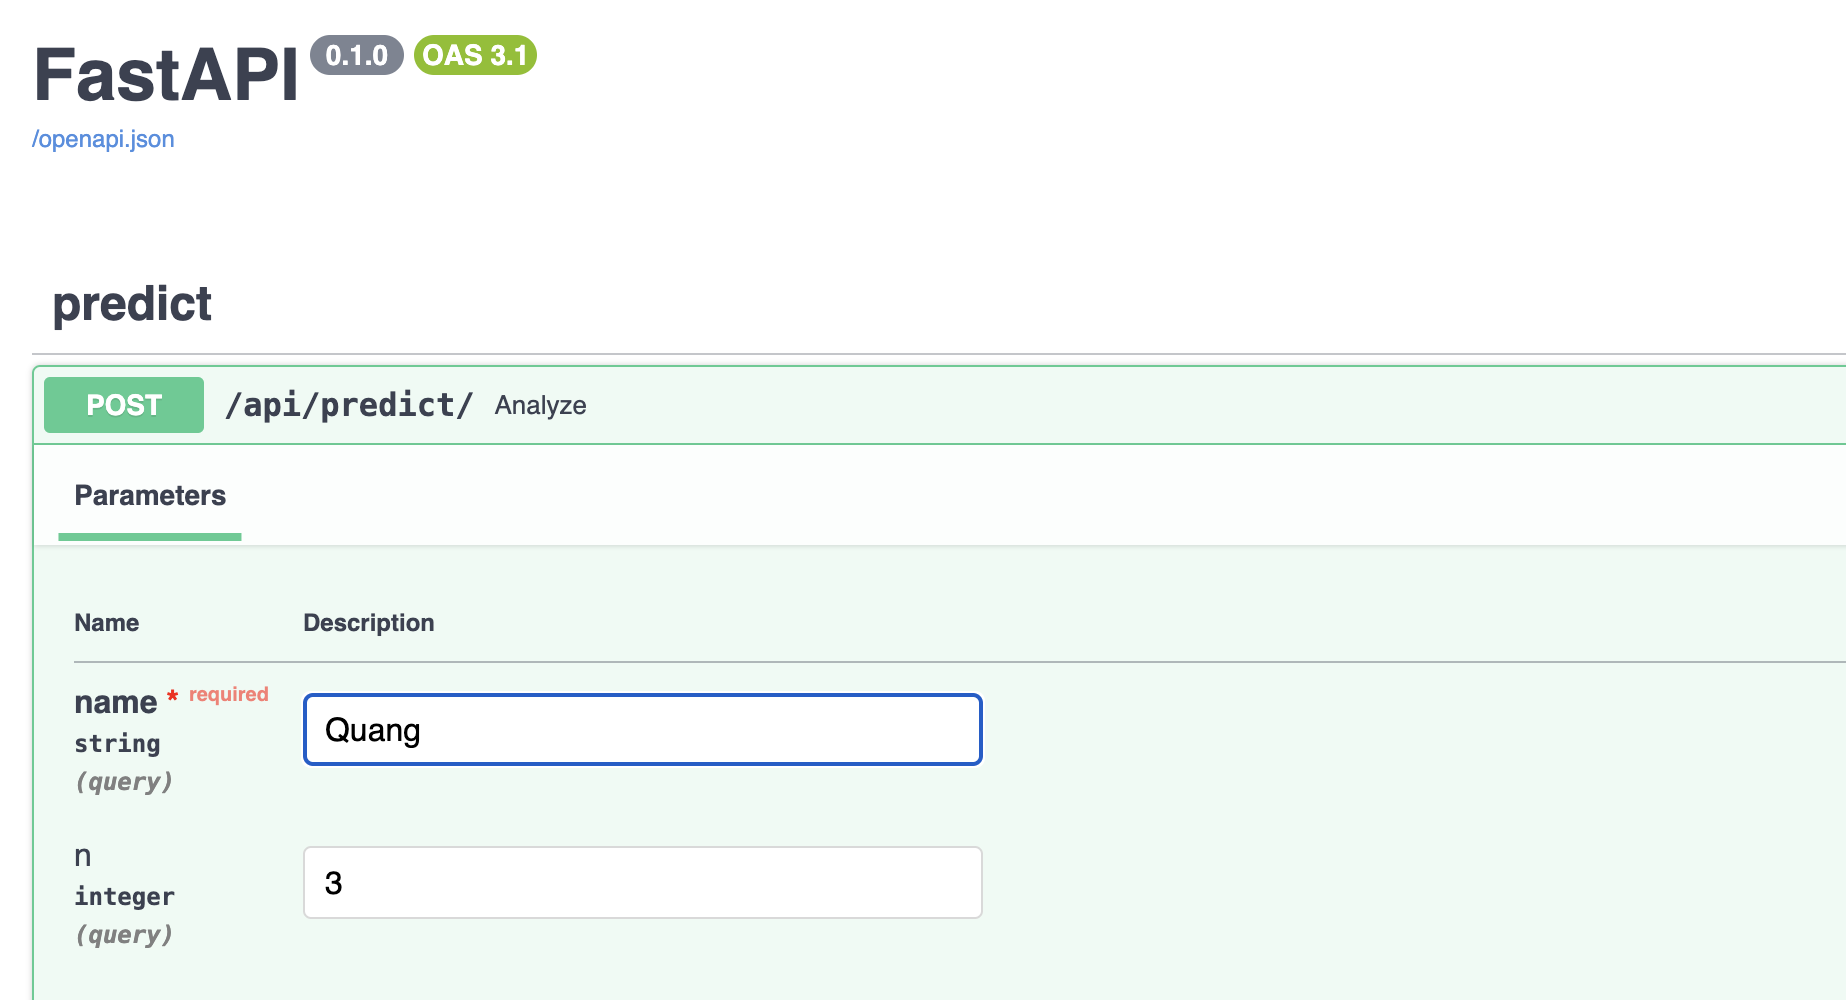 FastAPI 0.1.0 OAS 3.1
/openapi.json
predict
POST /api/predict/ Analyze
Parameters
Name Description
name * required
string
(query)
Quang
n
integer
(query)
3